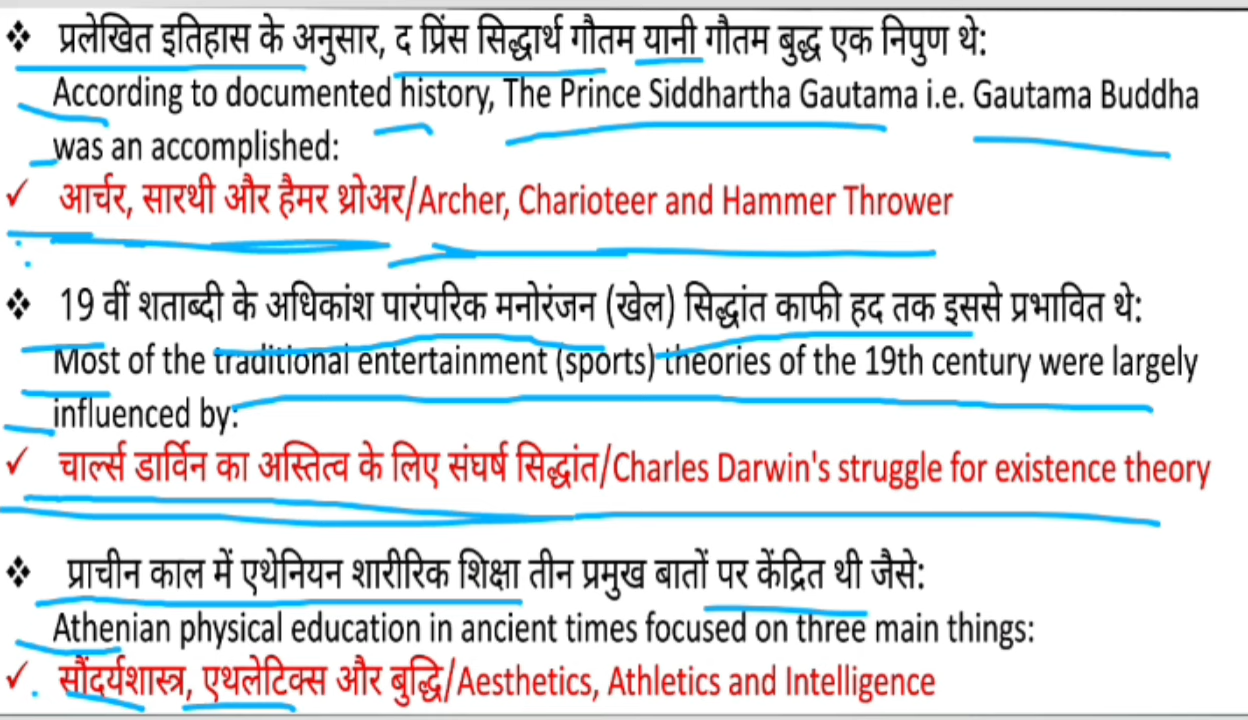 ❖ प्रलेखित इतिहास के अनुसार, द प्रिंस सिद्धार्थ गौतम यानी गौतम बुद्ध एक निपुण थे:
According to documented history, The Prince Siddhartha Gautama i.e. Gautama Buddha
was an accomplished:
✓ आर्चर, सारथी और हैमर थ्रोअर/Archer, Charioteer and Hammer Thrower
❖ 19 वीं शताब्दी के अधिकांश पारंपरिक मनोरंजन (खेल) सिद्धांत काफी हद तक इससे प्रभावित थे:
Most of the traditional entertainment (sports) theories of the 19th century were largely
influenced by:
✓ चार्ल्स डार्विन का अस्तित्व के लिए संघर्ष सिद्धांत/Charles Darwin's struggle for existence theory
❖ प्राचीन काल में एथेनियन शारीरिक शिक्षा तीन प्रमुख बातों पर केंद्रित थी जैसे:
Athenian physical education in ancient times focused on three main things:
✓ सौंदर्यशास्त्र, एथलेटिक्स और बुद्धि/Aesthetics, Athletics and Intelligence